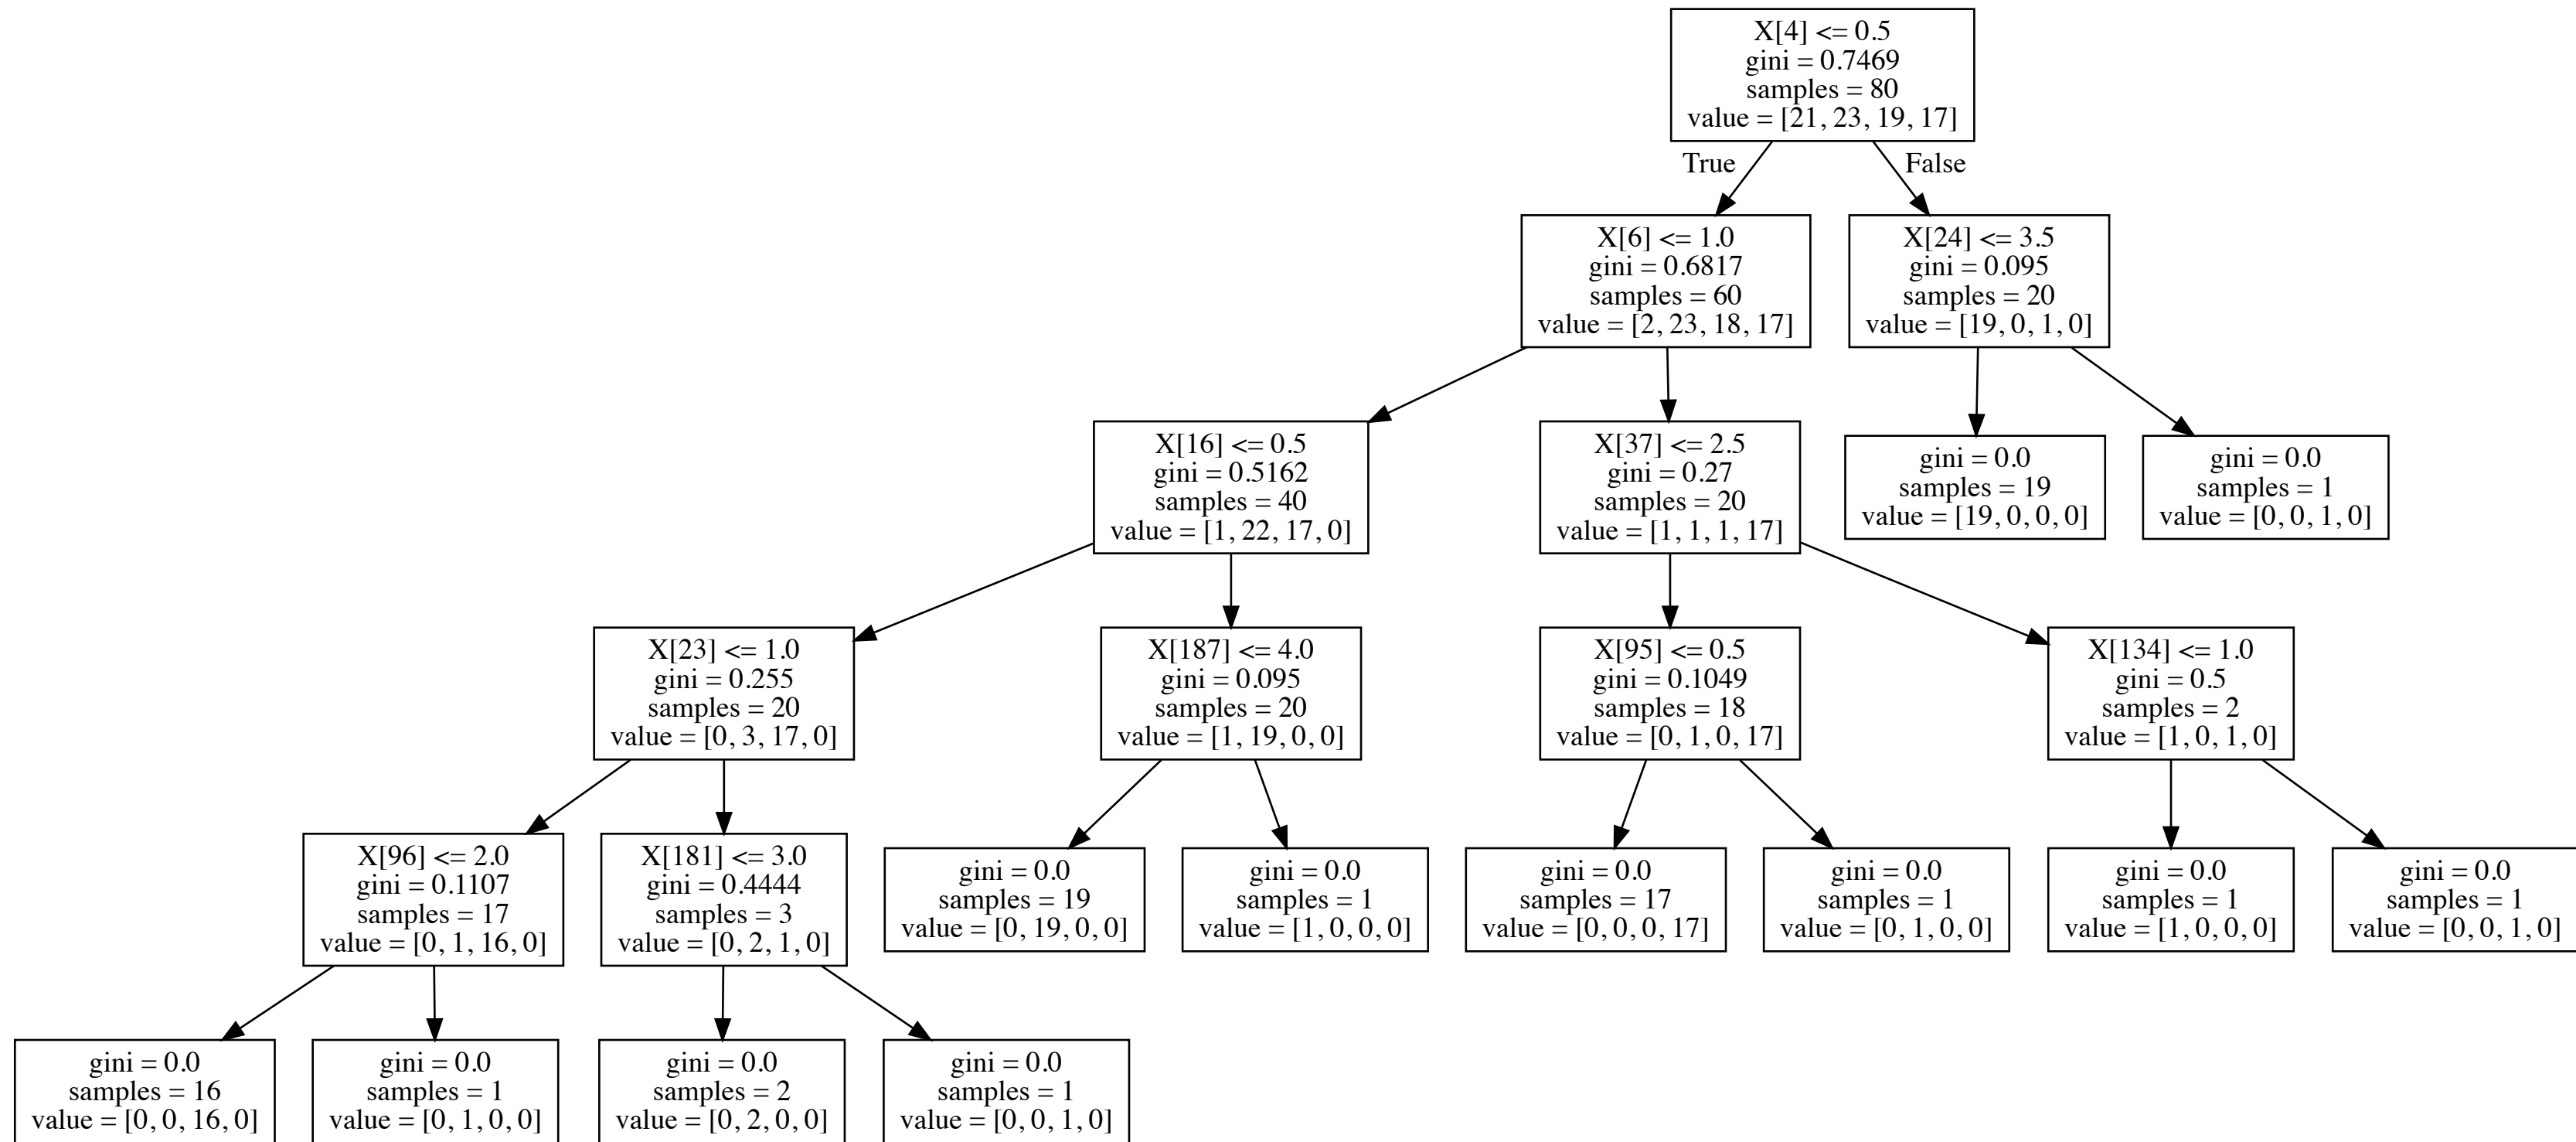 X[4] <= 0.5
gini = 0.7469
samples = 80
value = [21, 23, 19, 17]
True
False
X[6] <= 1.0
gini = 0.6817
samples = 60
value = [2, 23, 18, 17]
X[24] <= 3.5
gini = 0.095
samples = 20
value = [19, 0, 1, 0]
X[16] <= 0.5
gini = 0.5162
samples = 40
value = [1, 22, 17, 0]
X[37] <= 2.5
gini = 0.27
samples = 20
value = [1, 1, 1, 17]
gini = 0.0
samples = 19
value = [19, 0, 0, 0]
gini = 0.0
samples = 1
value = [0, 0, 1, 0]
X[23] <= 1.0
gini = 0.255
samples = 20
value = [0, 3, 17, 0]
X[187] <= 4.0
gini = 0.095
samples = 20
value = [1, 19, 0, 0]
X[95] <= 0.5
gini = 0.1049
samples = 18
value = [0, 1, 0, 17]
X[134] <= 1.0
gini = 0.5
samples = 2
value = [1, 0, 1, 0]
X[96] <= 2.0
gini = 0.1107
samples = 17
value = [0, 1, 16, 0]
X[181] <= 3.0
gini = 0.4444
samples = 3
value = [0, 2, 1, 0]
gini = 0.0
samples = 19
value = [0, 19, 0, 0]
gini = 0.0
samples = 1
value = [1, 0, 0, 0]
gini = 0.0
samples = 17
value = [0, 0, 0, 17]
gini = 0.0
samples = 1
value = [0, 1, 0, 0]
gini = 0.0
samples = 1
value = [1, 0, 0, 0]
gini = 0.0
samples = 1
value = [0, 0, 1, 0]
gini = 0.0
samples = 16
value = [0, 0, 16, 0]
gini = 0.0
samples = 1
value = [0, 1, 0, 0]
gini = 0.0
samples = 2
value = [0, 2, 0, 0]
gini = 0.0
samples = 1
value = [0, 0, 1, 0]